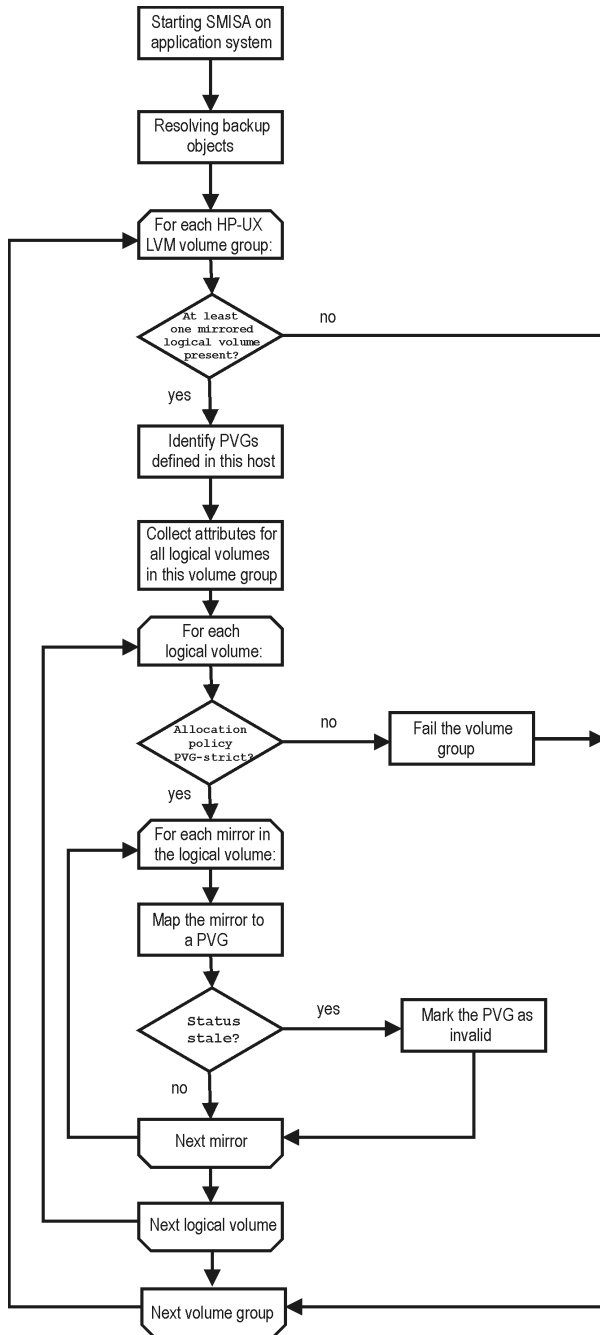 Starting SMISA on
application system
Resolving backup
objects
For each HP-UX
LVM volume group:
At least
one mirrored
logical volume
present?
no
yes
Identify PVGs
defined in this host
Collect attributes for
all logical volumes
in this volume group
For each
logical volume:
Allocation
policy
PVG-strict?
no
Fail the volume
group
yes
For each mirror in
the logical volume:
Map the mirror to
a PVG
Status
stale?
yes
Mark the PVG as
invalid
no
Next mirror
Next logical volume
Next volume group